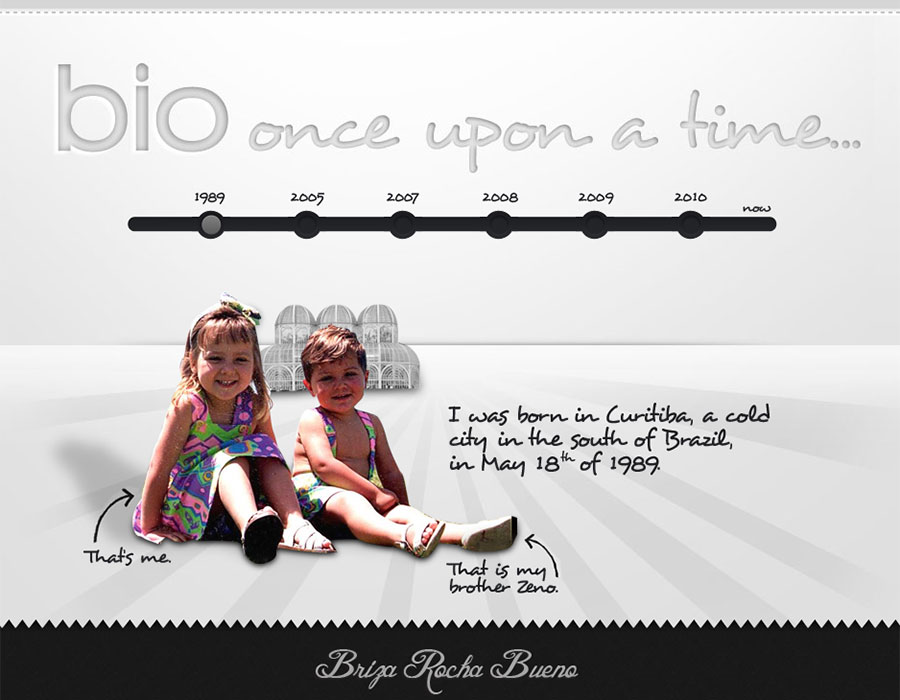 bio once upon a time...
1989 2005 2007 2008 2009 2010 now
I was born in Curitiba, a cold
city in the south of Brazil,
in May 18th of 1989.
That's me.
That is my
brother Zeno.
Briza Rocha Bueno